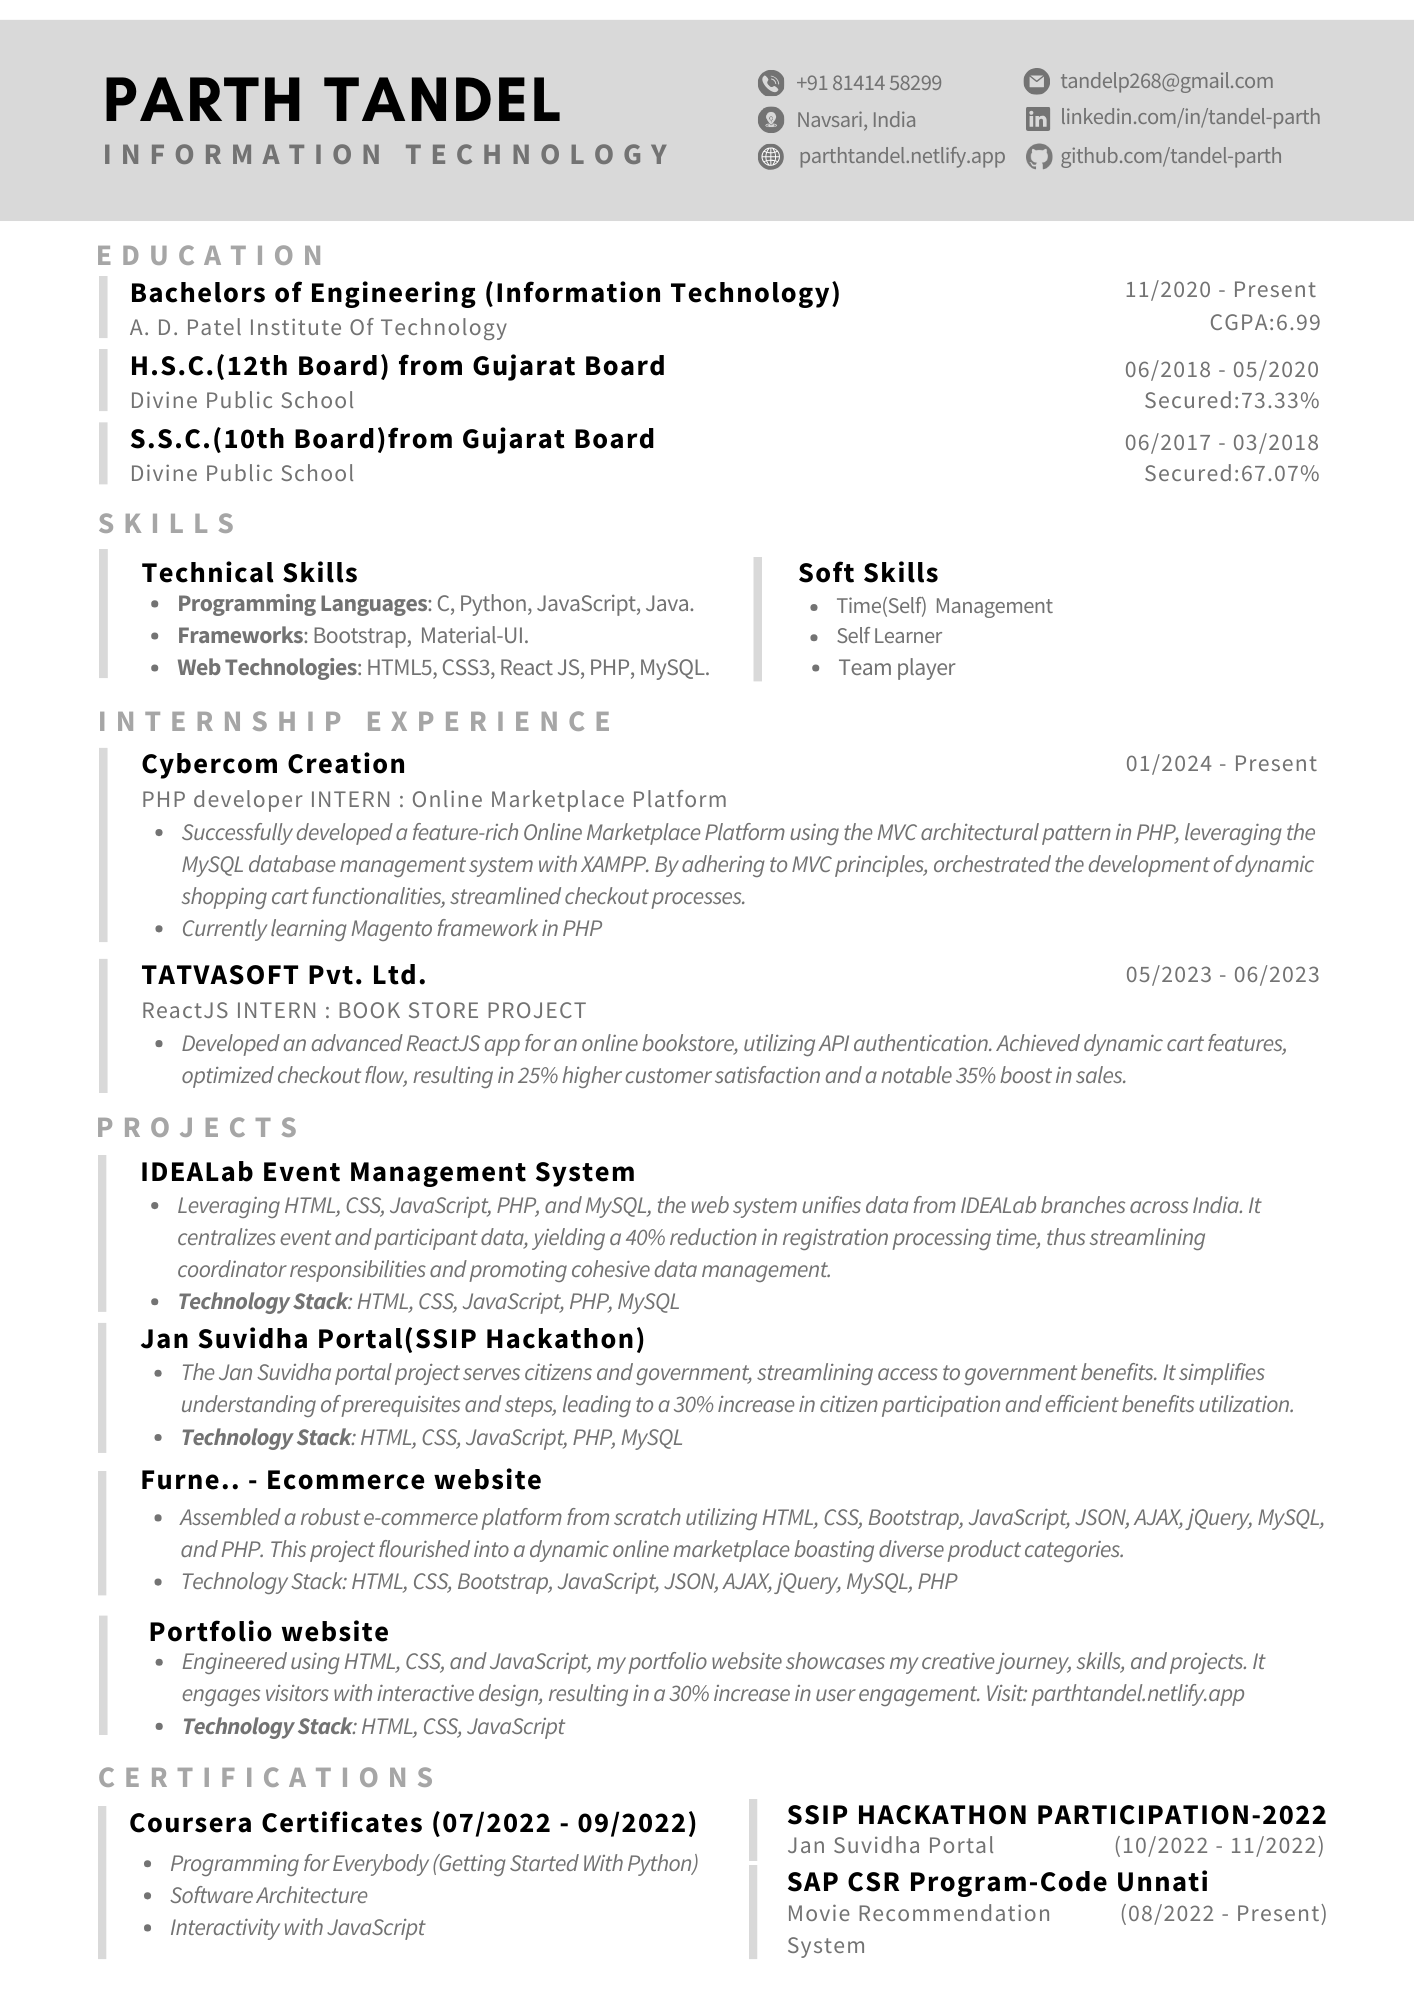 PARTH TANDEL
INFORMATION TECHNOLOGY
+91 81414 58299
tandelp268@gmail.com
Navsari, India
linkedin.com/in/tandel-parth
parthtandel.netlify.app
github.com/tandel-parth
EDUCATION
Bachelors of Engineering (Information Technology)
11/2020 - Present
A. D. Patel Institute Of Technology
CGPA:6.99
H.S.C.(12th Board) from Gujarat Board
06/2018 - 05/2020
Divine Public School
Secured:73.33%
S.S.C.(10th Board)from Gujarat Board
06/2017 - 03/2018
Divine Public School
Secured:67.07%
SKILLS
Technical Skills
• Programming Languages: C, Python, JavaScript, Java.
• Frameworks: Bootstrap, Material-UI.
• Web Technologies: HTML5, CSS3, React JS, PHP, MySQL.
Soft Skills
• Time(Self) Management
• Self Learner
• Team player
INTERNSHIP EXPERIENCE
Cybercom Creation
01/2024 - Present
PHP developer INTERN : Online Marketplace Platform
• Successfully developed a feature-rich Online Marketplace Platform using the MVC architectural pattern in PHP, leveraging the
MySQL database management system with XAMPP. By adhering to MVC principles, orchestrated the development of dynamic
shopping cart functionalities, streamlined checkout processes.
• Currently learning Magento framework in PHP
TATVASOFT Pvt. Ltd.
05/2023 - 06/2023
ReactJS INTERN : BOOK STORE PROJECT
• Developed an advanced ReactJS app for an online bookstore, utilizing API authentication. Achieved dynamic cart features,
optimized checkout flow, resulting in 25% higher customer satisfaction and a notable 35% boost in sales.
PROJECTS
IDEALab Event Management System
• Leveraging HTML, CSS, JavaScript, PHP, and MySQL, the web system unifies data from IDEALab branches across India. It
centralizes event and participant data, yielding a 40% reduction in registration processing time, thus streamlining
coordinator responsibilities and promoting cohesive data management.
• Technology Stack: HTML, CSS, JavaScript, PHP, MySQL
Jan Suvidha Portal(SSIP Hackathon)
• The Jan Suvidha portal project serves citizens and government, streamlining access to government benefits. It simplifies
understanding of prerequisites and steps, leading to a 30% increase in citizen participation and efficient benefits utilization.
• Technology Stack: HTML, CSS, JavaScript, PHP, MySQL
Furne.. - Ecommerce website
• Assembled a robust e-commerce platform from scratch utilizing HTML, CSS, Bootstrap, JavaScript, JSON, AJAX, jQuery, MySQL,
and PHP. This project flourished into a dynamic online marketplace boasting diverse product categories.
• Technology Stack: HTML, CSS, Bootstrap, JavaScript, JSON, AJAX, jQuery, MySQL, PHP
Portfolio website
• Engineered using HTML, CSS, and JavaScript, my portfolio website showcases my creative journey, skills, and projects. It
engages visitors with interactive design, resulting in a 30% increase in user engagement. Visit: parthtandel.netlify.app
• Technology Stack: HTML, CSS, JavaScript
CERTIFICATIONS
Coursera Certificates (07/2022 - 09/2022)
• Programming for Everybody (Getting Started With Python)
• Software Architecture
• Interactivity with JavaScript
SSIP HACKATHON PARTICIPATION-2022
Jan Suvidha Portal (10/2022 - 11/2022)
SAP CSR Program-Code Unnati
Movie Recommendation (08/2022 - Present)
System